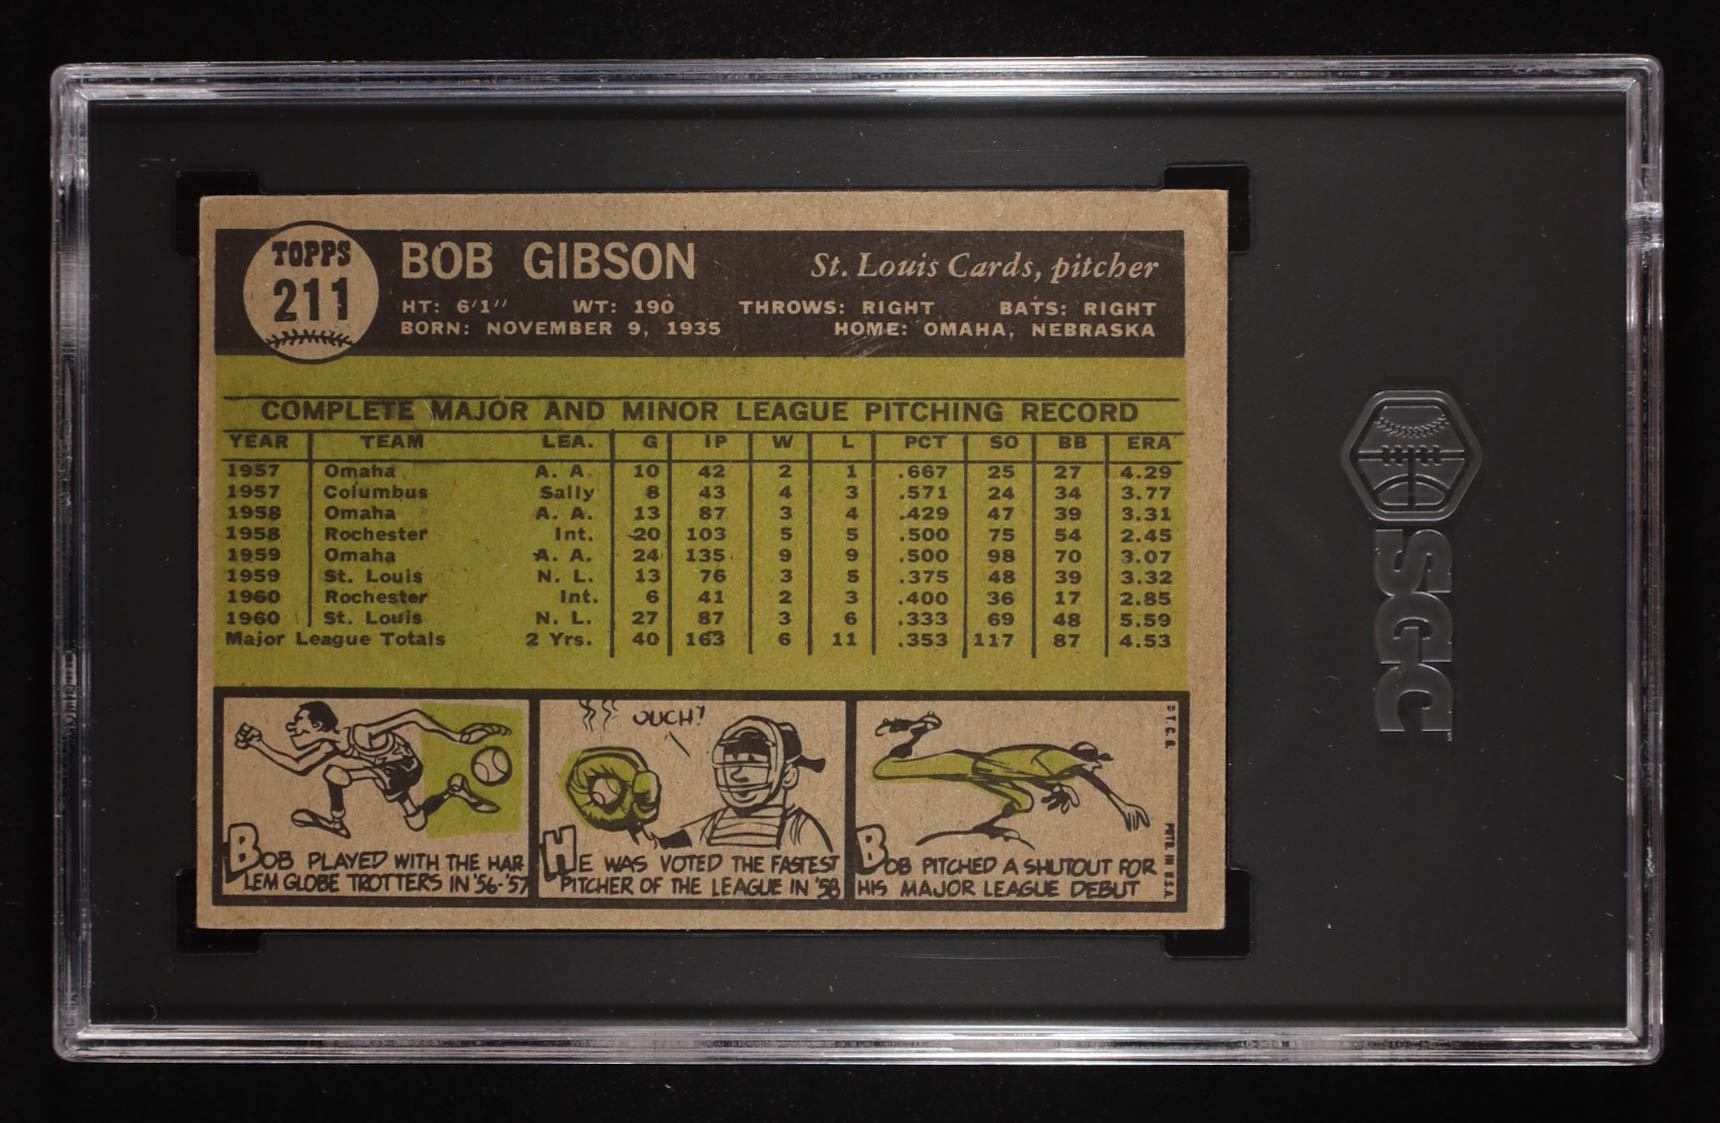 TOPPS
211
BOB GIBSON
St. Louis Cards, pitcher
HT: 6'1" WT: 190 THROWS: RIGHT BATS: RIGHT
BORN: NOVEMBER 9, 1935 HOME: OMAHA, NEBRASKA
COMPLETE MAJOR AND MINOR LEAGUE PITCHING RECORD
YEAR TEAM LEA. G IP W L PCT SO BB ERA
1957 Omaha A. A. 10 42 2 1 .667 25 27 4.29
1957 Columbus Sally 8 43 4 3 .571 24 34 3.77
1958 Omaha A. A. 13 87 3 4 .429 47 39 3.31
1958 Rochester Int. 20 103 5 5 .500 75 54 2.45
1959 Omaha A. A. 24 135 9 9 .500 98 70 3.07
1959 St. Louis N. L. 13 76 3 5 .375 48 39 3.32
1960 Rochester Int. 6 41 2 3 .400 36 17 2.85
1960 St. Louis N. L. 27 87 3 6 .333 69 48 5.59
Major League Totals 2 Yrs. 40 163 6 11 .353 117 87 4.53
BOB PLAYED WITH THE HAR
LEM GLOBE TROTTERS IN '56-'57
OUCH!
HE WAS VOTED THE FASTEST
PITCHER OF THE LEAGUE IN '58
BOB PITCHED A SHUTOUT FOR
HIS MAJOR LEAGUE DEBUT
© T.C.G.
PRTD. IN U.S.A.
SGC